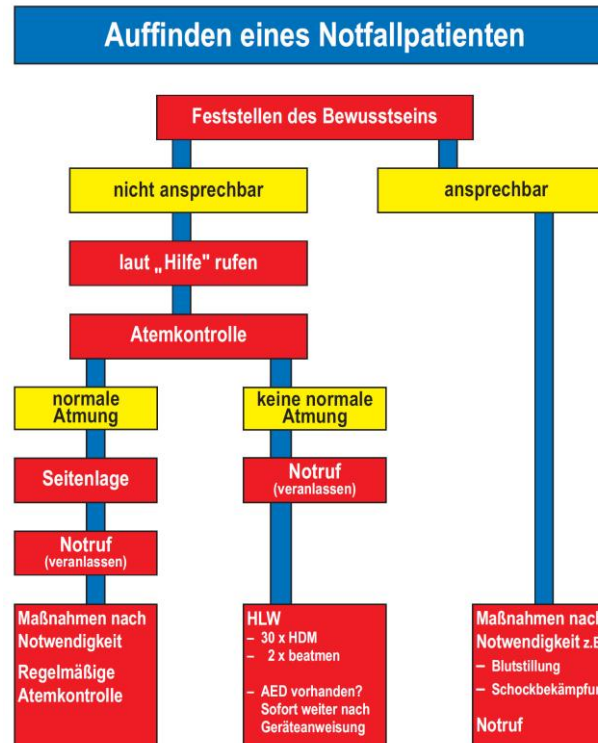 Auffinden eines Notfallpatienten
Feststellen des Bewusstseins
nicht ansprechbar
ansprechbar
laut „Hilfe" rufen
Atemkontrolle
normale
Atmung
keine normale
Atmung
Seitenlage
Notruf
(veranlassen)
Notruf
(veranlassen)
Maßnahmen nach
Notwendigkeit
Regelmäßige
Atemkontrolle
HLW
– 30 x HDM
– 2 x beatmen
– AED vorhanden?
Sofort weiter nach
Geräteanweisung
Maßnahmen nach
Notwendigkeit z.B
– Blutstillung
– Schockbekämpfun
Notruf